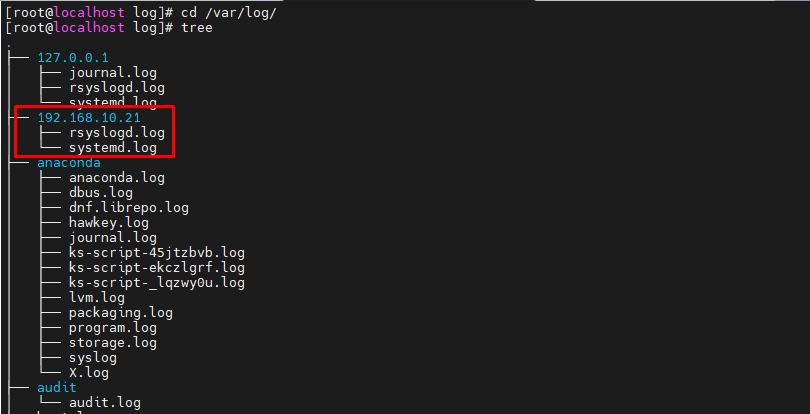 [root@localhost log]# cd /var/log/
[root@localhost log]# tree
.
├── 127.0.0.1
│   ├── journal.log
│   ├── rsyslogd.log
│   └── systemd.log
├── 192.168.10.21
│   ├── rsyslogd.log
│   └── systemd.log
├── anaconda
│   ├── anaconda.log
│   ├── dbus.log
│   ├── dnf.librepo.log
│   ├── hawkey.log
│   ├── journal.log
│   ├── ks-script-45jtzbvb.log
│   ├── ks-script-ekczlgrf.log
│   ├── ks-script-_lqzwy0u.log
│   ├── lvm.log
│   ├── packaging.log
│   ├── program.log
│   ├── storage.log
│   ├── syslog
│   └── X.log
├── audit
│   └── audit.log